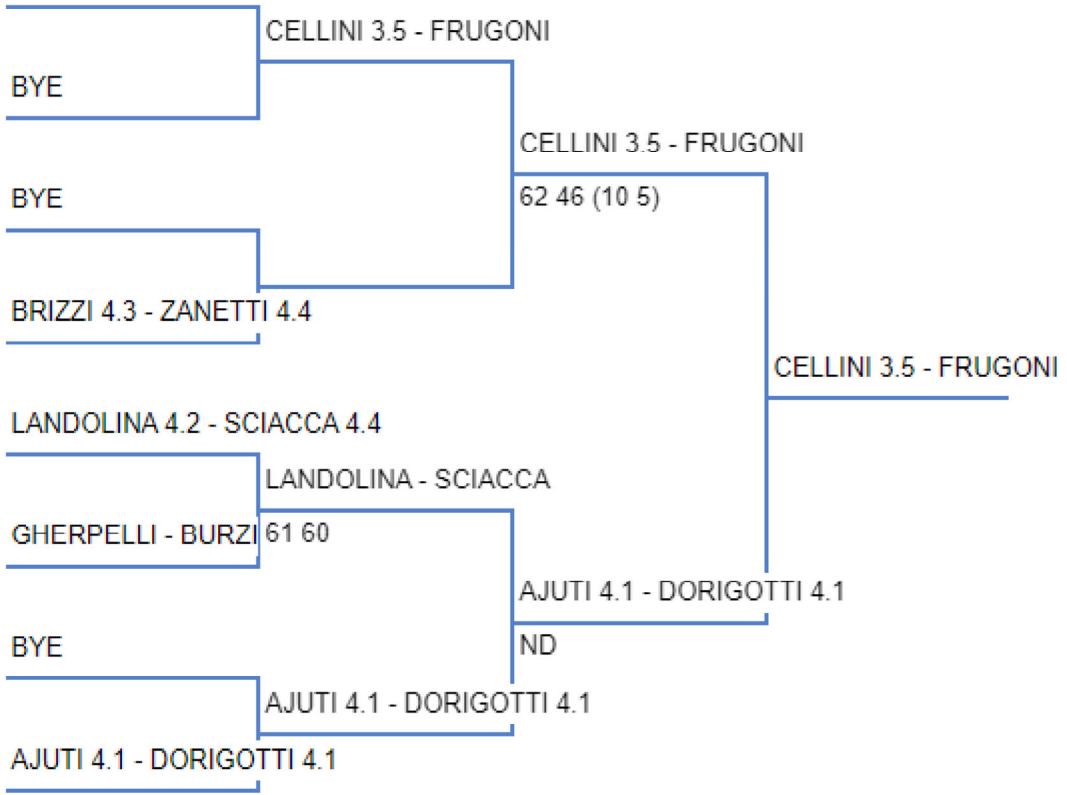 CELLINI 3.5 - FRUGONI
BYE
CELLINI 3.5 - FRUGONI
BYE
62 46 (10 5)
BRIZZI 4.3 - ZANETTI 4.4
CELLINI 3.5 - FRUGONI
LANDOLINA 4.2 - SCIACCA 4.4
LANDOLINA - SCIACCA
GHERPELLI - BURZI
61 60
AJUTI 4.1 - DORIGOTTI 4.1
BYE
ND
AJUTI 4.1 - DORIGOTTI 4.1
AJUTI 4.1 - DORIGOTTI 4.1